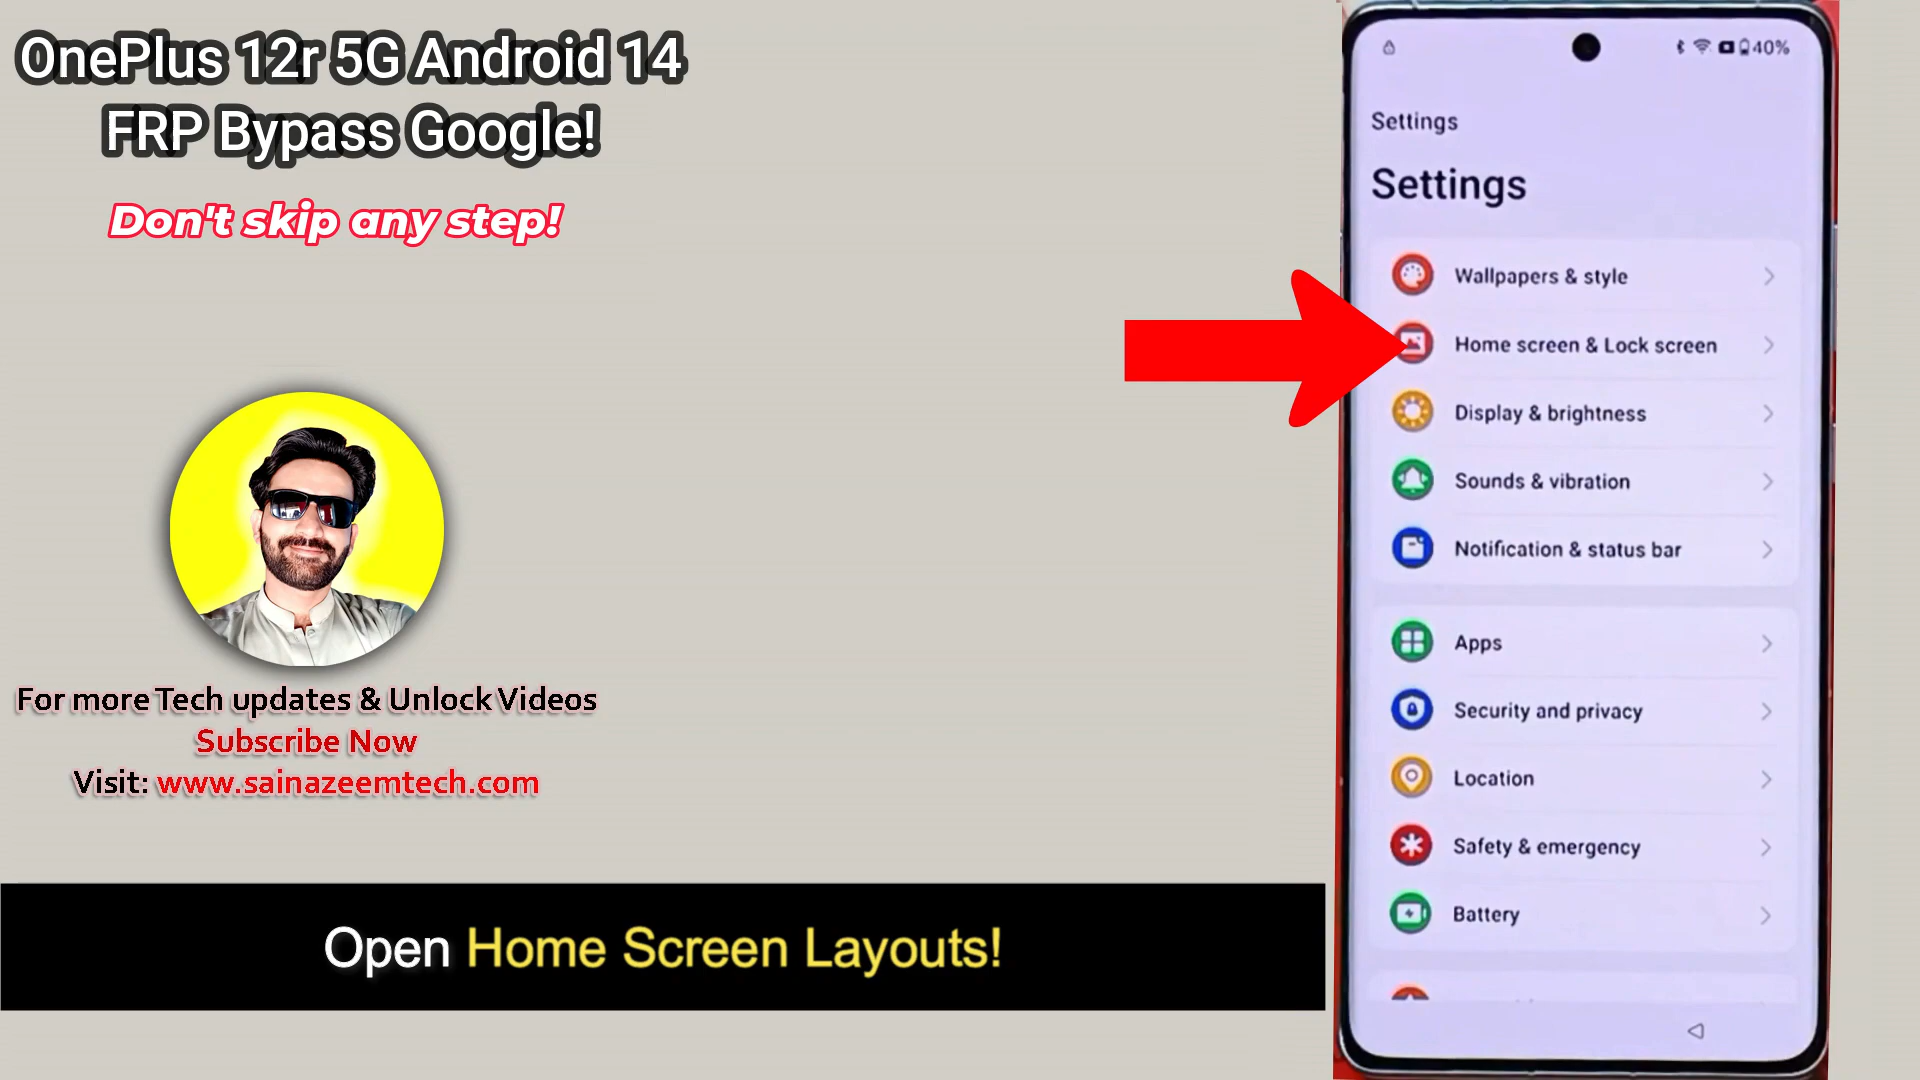 OnePlus 12r 5G Android 14
FRP Bypass Google!
Don't skip any step!
For more Tech updates & Unlock Videos
Subscribe Now
Visit: www.sainazeemtech.com
Open Home Screen Layouts!
40%
Settings
Settings
Wallpapers & style
Home screen & Lock screen
Display & brightness
Sounds & vibration
Notification & status bar
Apps
Security and privacy
Location
Safety & emergency
Battery